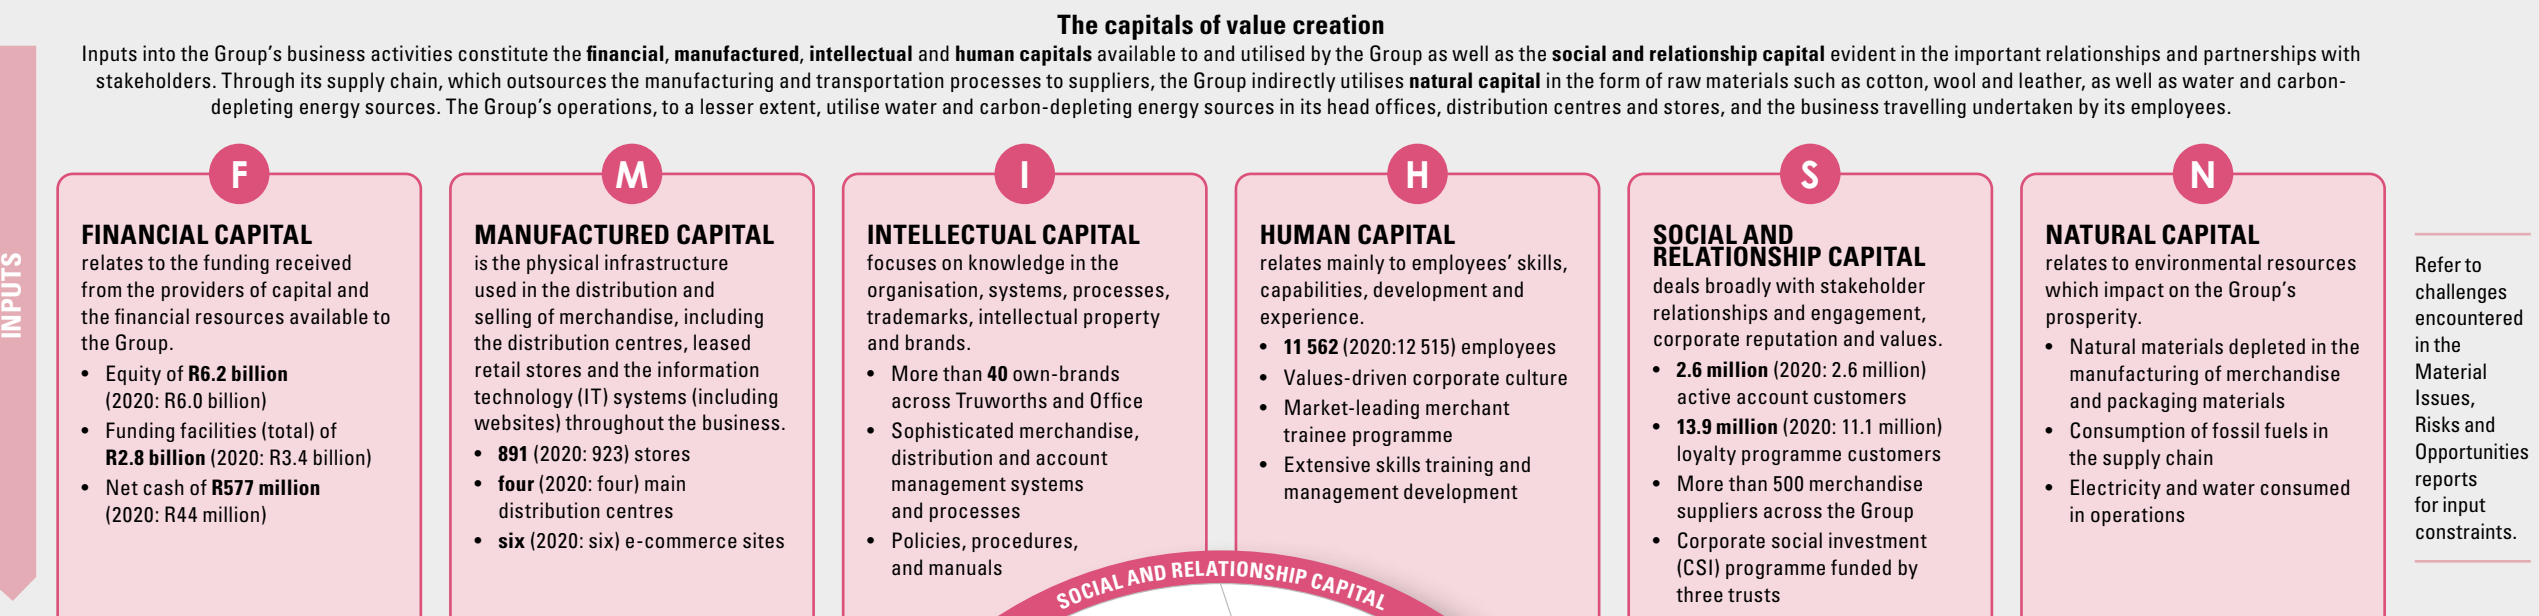 The capitals of value creation
Inputs into the Group's business activities constitute the financial, manufactured, intellectual and human capitals available to and utilised by the Group as well as the social and relationship capital evident in the important relationships and partnerships with
stakeholders. Through its supply chain, which outsources the manufacturing and transportation processes to suppliers, the Group indirectly utilises natural capital in the form of raw materials such as cotton, wool and leather, as well as water and carbon-
depleting energy sources. The Group's operations, to a lesser extent, utilise water and carbon-depleting energy sources in its head offices, distribution centres and stores, and the business travelling undertaken by its employees.
INPUTS
F
FINANCIAL CAPITAL
relates to the funding received
from the providers of capital and
the financial resources available to
the Group.
• Equity of R6.2 billion
(2020: R6.0 billion)
• Funding facilities (total) of
R2.8 billion (2020: R3.4 billion)
• Net cash of R577 million
(2020: R44 million)
M
MANUFACTURED CAPITAL
is the physical infrastructure
used in the distribution and
selling of merchandise, including
the distribution centres, leased
retail stores and the information
technology (IT) systems (including
websites) throughout the business.
• 891 (2020: 923) stores
• four (2020: four) main
distribution centres
• six (2020: six) e-commerce sites
I
INTELLECTUAL CAPITAL
focuses on knowledge in the
organisation, systems, processes,
trademarks, intellectual property
and brands.
• More than 40 own-brands
across Truworths and Office
• Sophisticated merchandise,
distribution and account
management systems
and processes
• Policies, procedures,
and manuals
H
HUMAN CAPITAL
relates mainly to employees' skills,
capabilities, development and
experience.
• 11 562 (2020:12 515) employees
• Values-driven corporate culture
• Market-leading merchant
trainee programme
• Extensive skills training and
management development
S
SOCIAL AND
RELATIONSHIP CAPITAL
deals broadly with stakeholder
relationships and engagement,
corporate reputation and values.
• 2.6 million (2020: 2.6 million)
active account customers
• 13.9 million (2020: 11.1 million)
loyalty programme customers
• More than 500 merchandise
suppliers across the Group
• Corporate social investment
(CSI) programme funded by
three trusts
N
NATURAL CAPITAL
relates to environmental resources
which impact on the Group's
prosperity.
• Natural materials depleted in the
manufacturing of merchandise
and packaging materials
• Consumption of fossil fuels in
the supply chain
• Electricity and water consumed
in operations
Refer to
challenges
encountered
in the
Material
Issues,
Risks and
Opportunities
reports
for input
constraints.
SOCIAL AND RELATIONSHIP CAPITAL